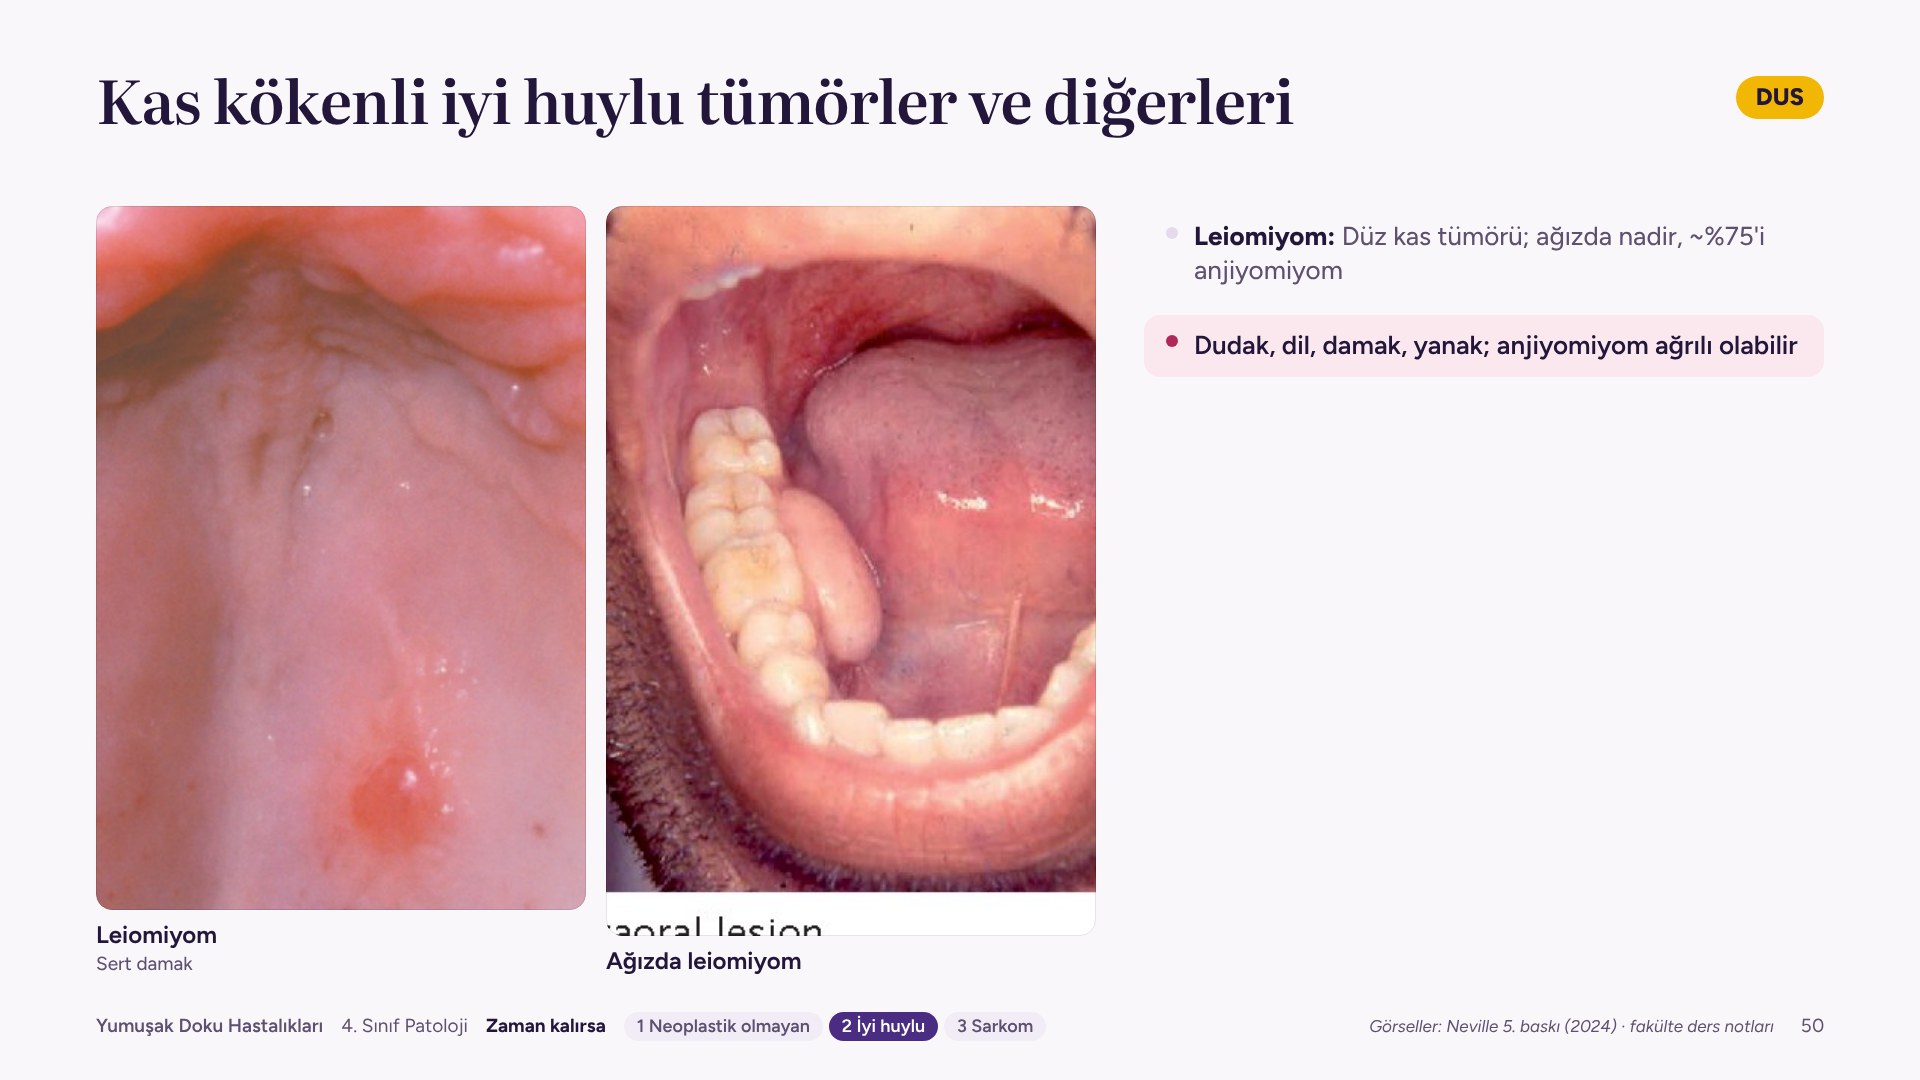 Kas kökenli iyi huylu tümörler ve diğerleri
DUS
Leiomiyom: Düz kas tümörü; ağızda nadir, ~%75'i
anjiyomiyom
Dudak, dil, damak, yanak; anjiyomiyom ağrılı olabilir
lesion
Leiomiyom
Sert damak
Ağızda leiomiyom
Yumuşak Doku Hastalıkları 4. Sınıf Patoloji Zaman kalırsa 1 Neoplastik olmayan 2 İyi huylu 3 Sarkom
Görseller: Neville 5. baskı (2024) · fakülte ders notları 50